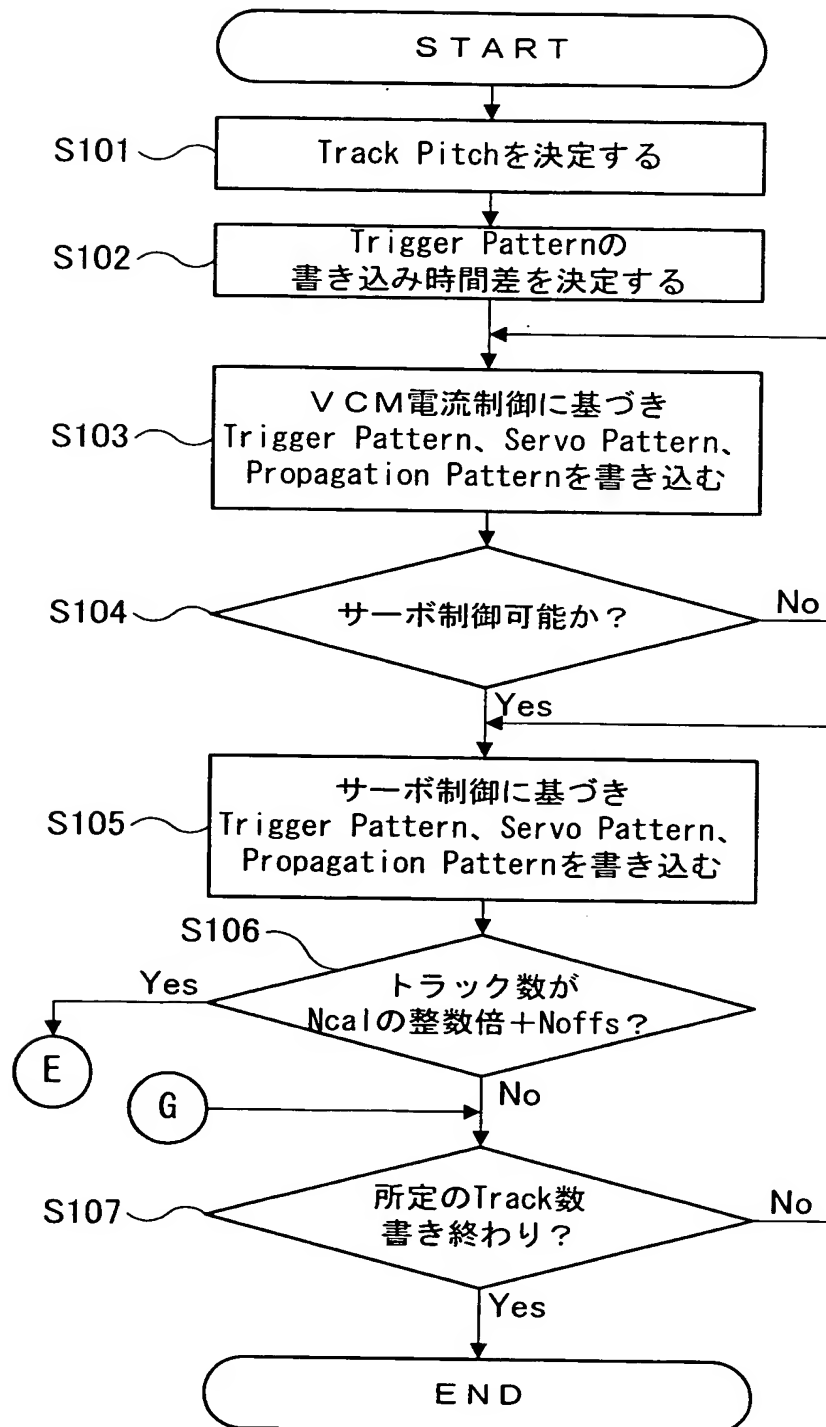 START
S101
Track Pitchを決定する
S102
Trigger Patternの
書き込み時間差を決定する
S103
VCM電流制御に基づき
Trigger Pattern、Servo Pattern、
Propagation Patternを書き込む
S104
サーボ制御可能か？
No
Yes
S105
サーボ制御に基づき
Trigger Pattern、Servo Pattern、
Propagation Patternを書き込む
S106
Yes
トラック数が
Ncalの整数倍＋Noffs？
E
G
No
S107
所定のTrack数
書き終わり？
No
Yes
END